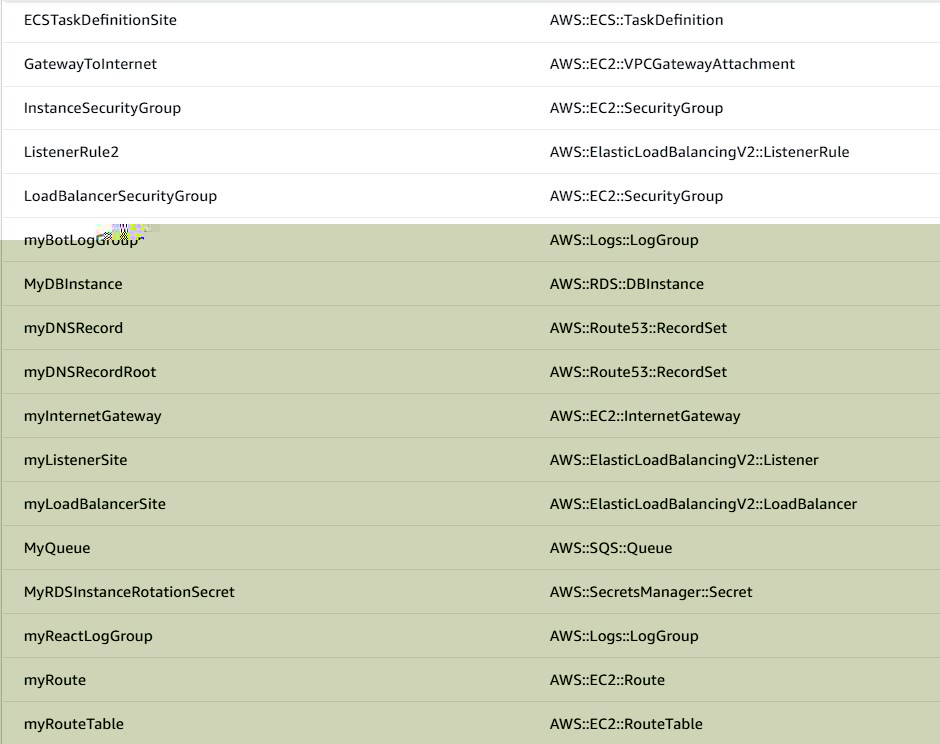 ECSTaskDefinitionSite AWS::ECS::TaskDefinition
GatewayToInternet AWS::EC2::VPCGatewayAttachment
InstanceSecurityGroup AWS::EC2::SecurityGroup
ListenerRule2 AWS::ElasticLoadBalancingV2::ListenerRule
LoadBalancerSecurityGroup AWS::EC2::SecurityGroup
myBotLogGroup AWS::Logs::LogGroup
MyDBInstance AWS::RDS::DBInstance
myDNSRecord AWS::Route53::RecordSet
myDNSRecordRoot AWS::Route53::RecordSet
myInternetGateway AWS::EC2::InternetGateway
myListenerSite AWS::ElasticLoadBalancingV2::Listener
myLoadBalancerSite AWS::ElasticLoadBalancingV2::LoadBalancer
MyQueue AWS::SQS::Queue
MyRDSInstanceRotationSecret AWS::SecretsManager::Secret
myReactLogGroup AWS::Logs::LogGroup
myRoute AWS::EC2::Route
myRouteTable AWS::EC2::RouteTable